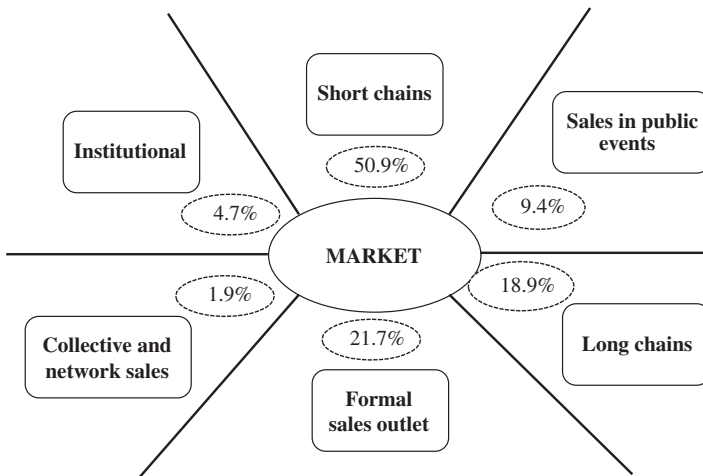 Short chains
50.9%
Sales in public
events
9.4%
Institutional
4.7%
MARKET
1.9%
Collective and
network sales
18.9%
Long chains
21.7%
Formal
sales outlet